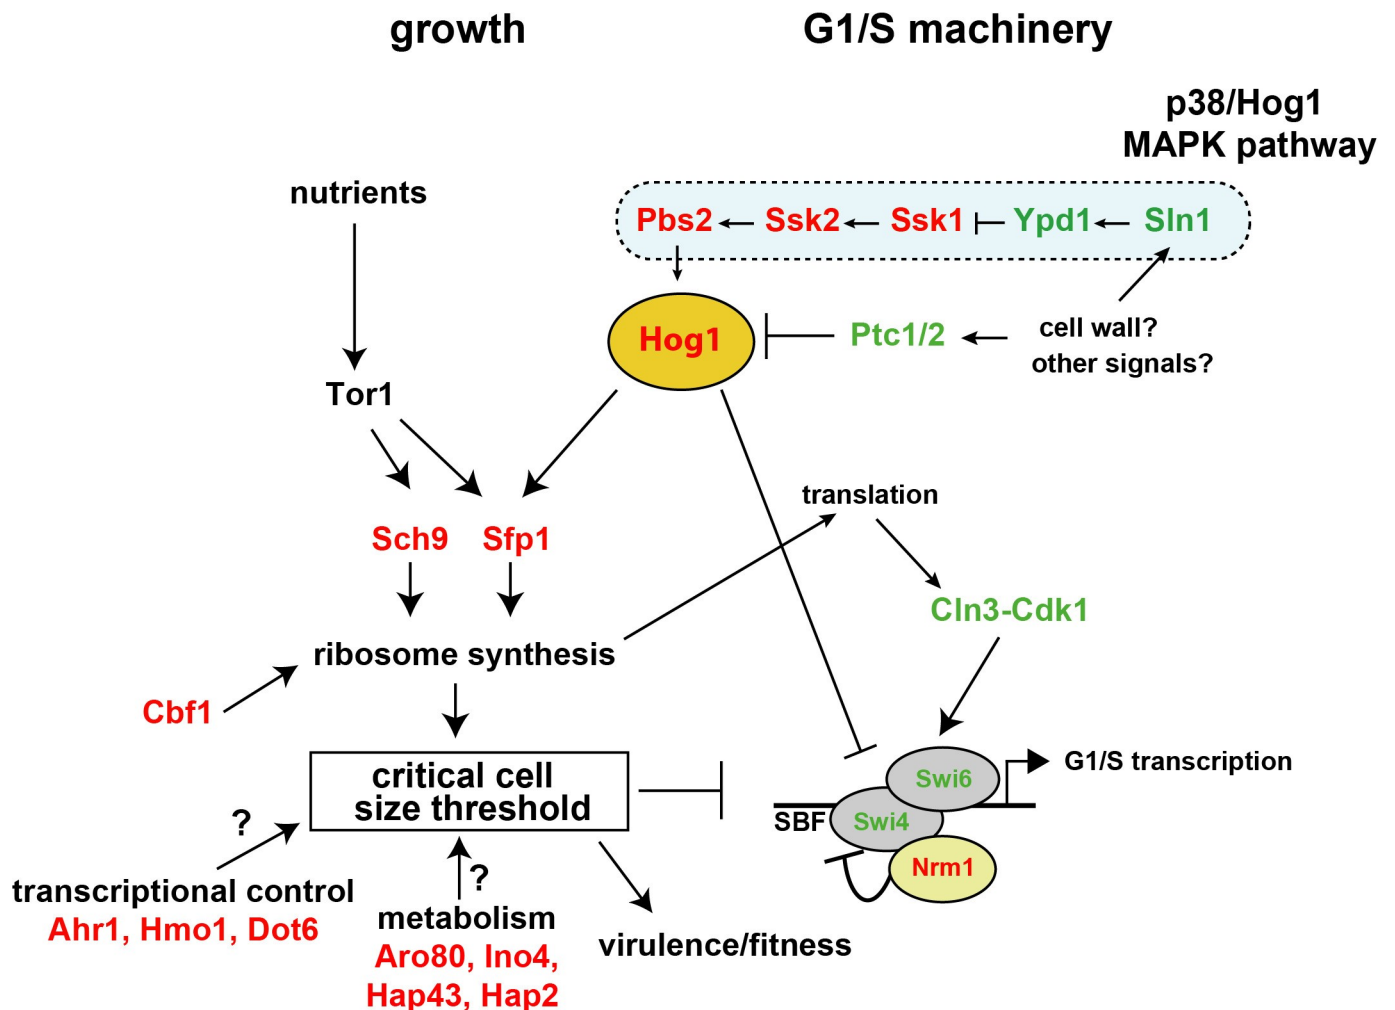 growth
G1/S machinery
p38/Hog1
MAPK pathway
nutrients
Pbs2
Ssk2
Ssk1
Ypd1
Sln1
Hog1
Ptc1/2
cell wall?
other signals?
Tor1
translation
Sch9
Sfp1
Cln3-Cdk1
ribosome synthesis
Cbf1
critical cell
size threshold
Swi6
G1/S transcription
SBF
Swi4
Nrm1
?
transcriptional control
Ahr1, Hmo1, Dot6
?
metabolism
Aro80, Ino4,
Hap43, Hap2
virulence/fitness